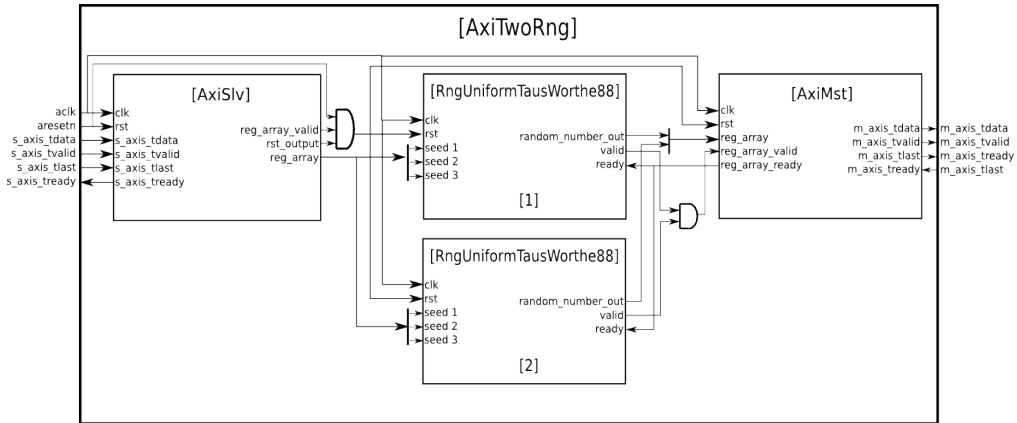 [AxiTwoRng]
aclk
aresetn
s_axis_tdata
s_axis_tvalid
s_axis_tlast
s_axis_tready
[AxiSlv]
clk
rst
s_axis_tdata
s_axis_tvalid
s_axis_tlast
s_axis_tready
reg_array_valid
rst_output
reg_array
[RngUniformTausWorthe88]
clk
rst
seed 1
seed 2
seed 3
random_number_out
valid
ready
[1]
[RngUniformTausWorthe88]
clk
rst
seed 1
seed 2
seed 3
random_number_out
valid
ready
[2]
[AxiMst]
clk
rst
reg_array
reg_array_valid
reg_array_ready
m_axis_tdata
m_axis_tvalid
m_axis_tlast
m_axis_tready
m_axis_tdata
m_axis_tvalid
m_axis_tready
m_axis_tlast